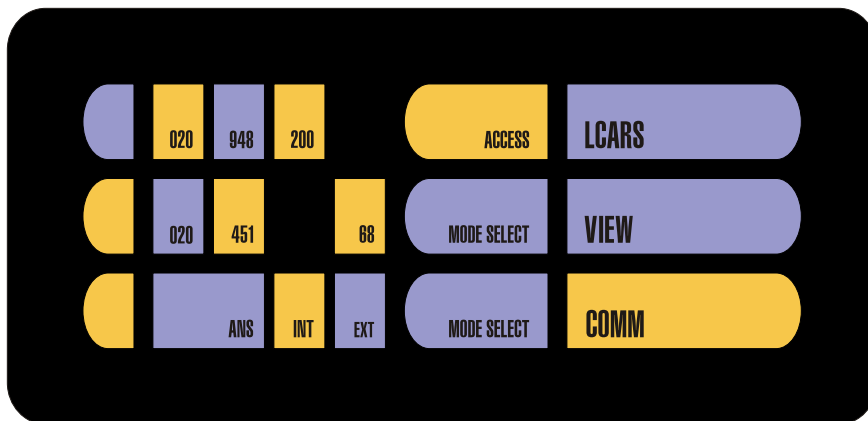 020 948 200 ACCESS LCARS
020 451 68 MODE SELECT VIEW
ANS INT EXT MODE SELECT COMM